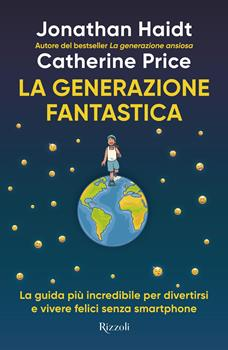 Jonathan Haidt
Autore del bestseller La generazione ansiosa
Catherine Price
LA GENERAZIONE
FANTASTICA
La guida più incredibile per divertirsi
e vivere felici senza smartphone
Rizzoli